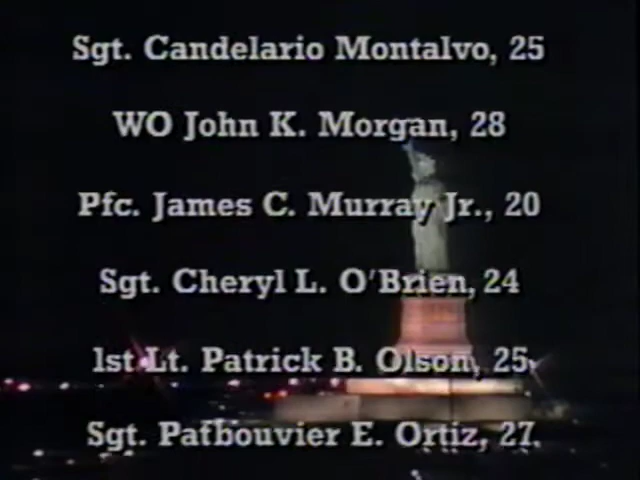 Sgt. Candelario Montalvo, 25
WO John K. Morgan, 28
Pfc. James C. Murray Jr., 20
Sgt. Cheryl L. O'Brien, 24
1st Lt. Patrick B. Olson, 25
Sgt. Patbouvier E. Ortiz, 27